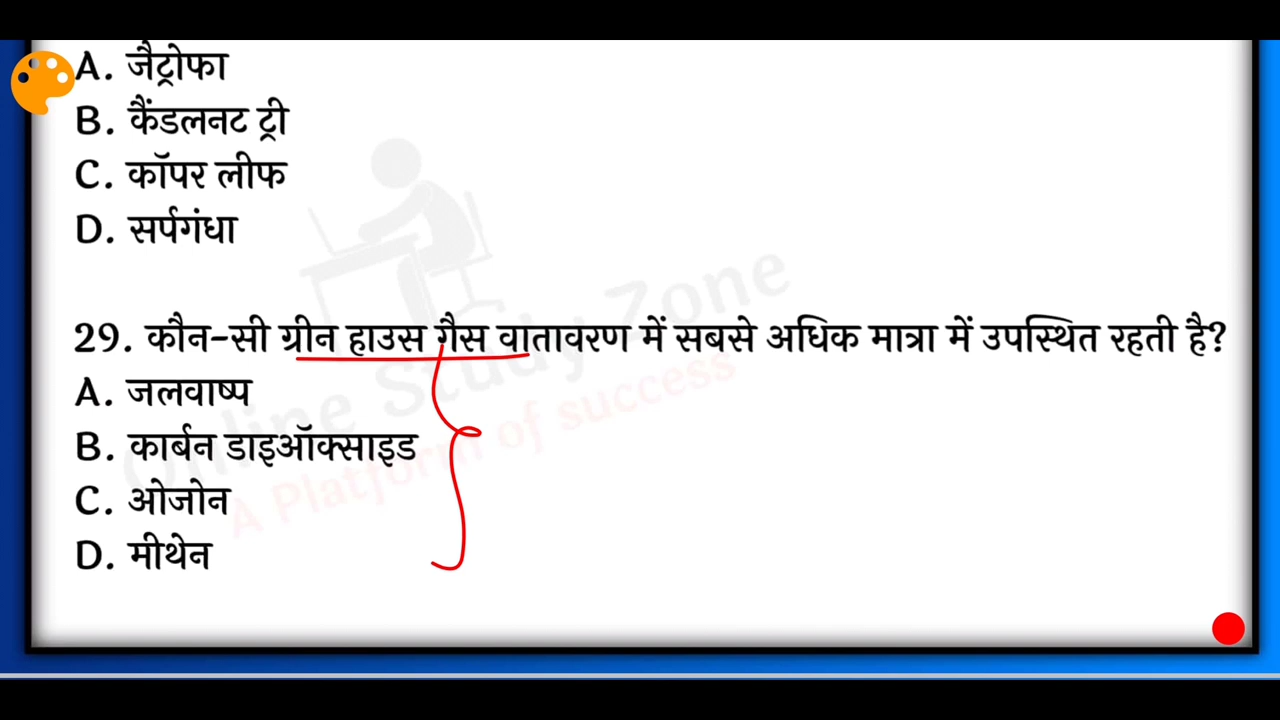 A. जैट्रोफा
B. कैंडलनट ट्री
C. कॉपर लीफ
D. सर्पगंधा
29. कौन-सी ग्रीन हाउस गैस वातावरण में सबसे अधिक मात्रा में उपस्थित रहती है?
A. जलवाष्प
B. कार्बन डाइऑक्साइड
C. ओजोन
D. मीथेन
Online Study Zone
A Platform of success